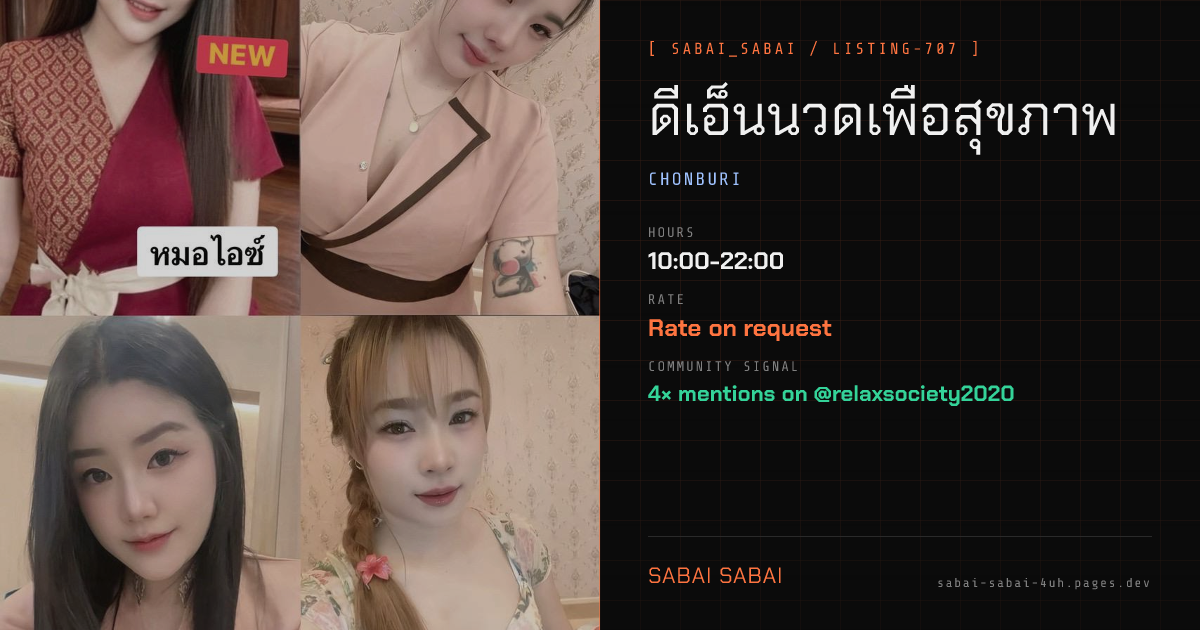 NEW
หมอไอซ์
[ SABAI_SABAI / LISTING-707 ]
ดีเอ็นนวดเพื่อสุขภาพ
CHONBURI
HOURS
10:00-22:00
RATE
Rate on request
COMMUNITY SIGNAL
4× mentions on @relaxsociety2020
SABAI SABAI
sabai-sabai-4uh.pages.dev